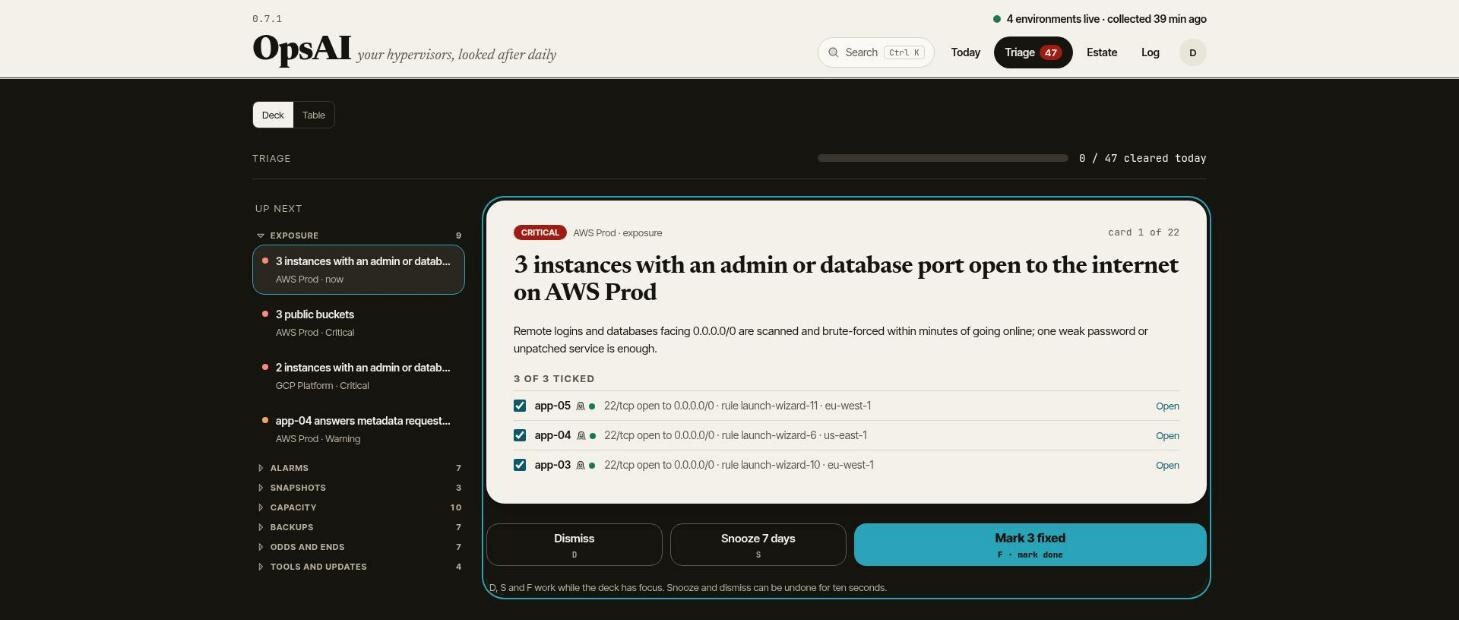 0.7.1
4 environments live · collected 39 min ago
OpsAI your hypervisors, looked after daily
Search Ctrl K Today Triage 47 Estate Log D
Deck Table
TRIAGE
0 / 47 cleared today
UP NEXT
EXPOSURE 9
3 instances with an admin or datab...
AWS Prod · now
3 public buckets
AWS Prod · Critical
2 instances with an admin or datab...
GCP Platform · Critical
app-04 answers metadata request...
AWS Prod · Warning
ALARMS 7
SNAPSHOTS 3
CAPACITY 10
BACKUPS 7
ODDS AND ENDS 7
TOOLS AND UPDATES 4
CRITICAL AWS Prod · exposure
card 1 of 22
3 instances with an admin or database port open to the internet
on AWS Prod
Remote logins and databases facing 0.0.0.0/0 are scanned and brute-forced within minutes of going online; one weak password or
unpatched service is enough.
3 OF 3 TICKED
app-05 22/tcp open to 0.0.0.0/0 · rule launch-wizard-11 · eu-west-1 Open
app-04 22/tcp open to 0.0.0.0/0 · rule launch-wizard-6 · us-east-1 Open
app-03 22/tcp open to 0.0.0.0/0 · rule launch-wizard-10 · eu-west-1 Open
Dismiss
D
Snooze 7 days
S
Mark 3 fixed
F · mark done
D, S and F work while the deck has focus. Snooze and dismiss can be undone for ten seconds.